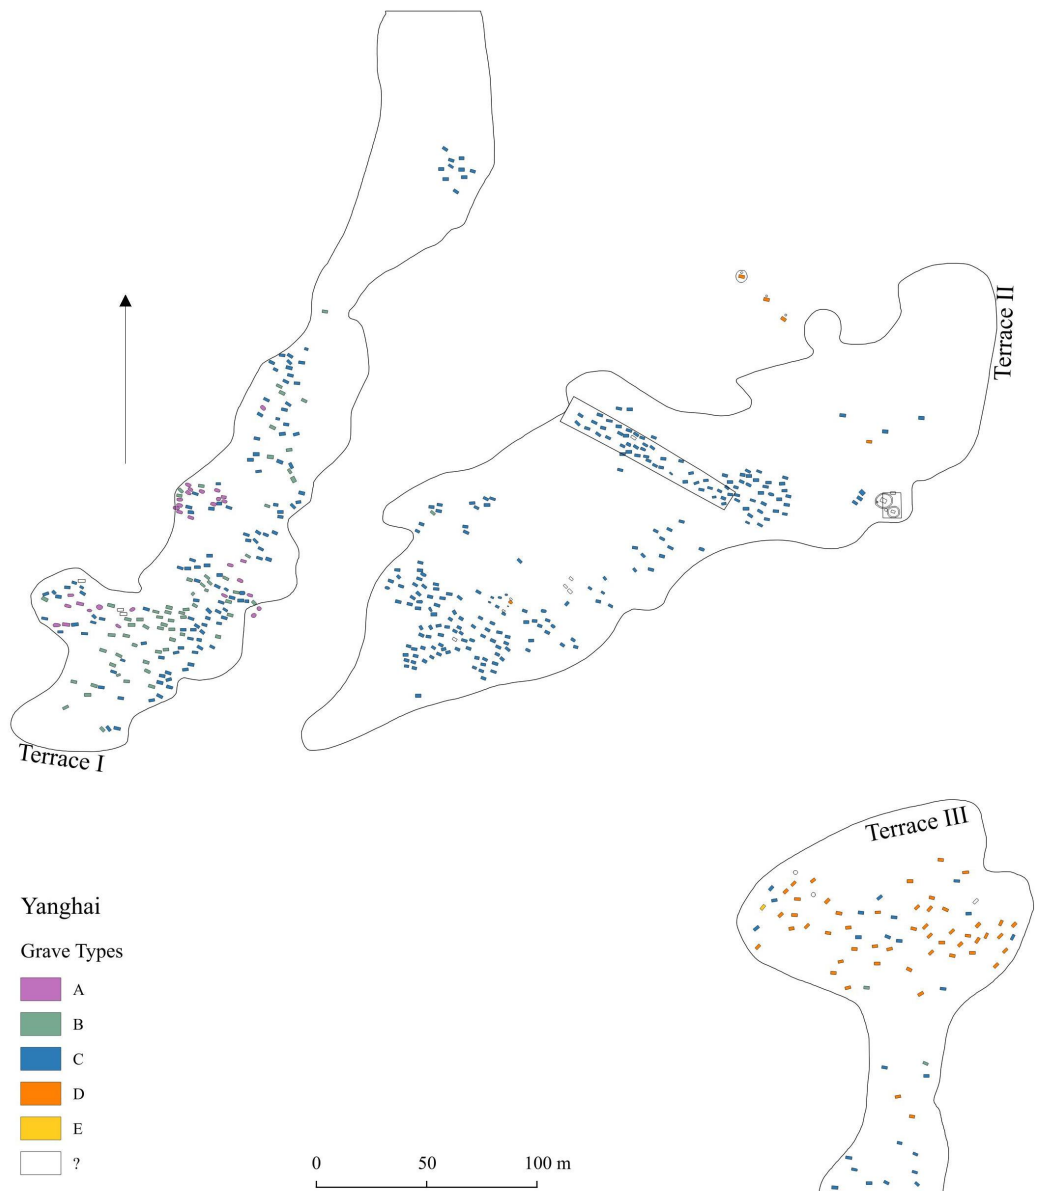 Terrace II
Terrace I
Terrace III
Yanghai
Grave Types
A
B
C
D
E
?
0 50 100 m